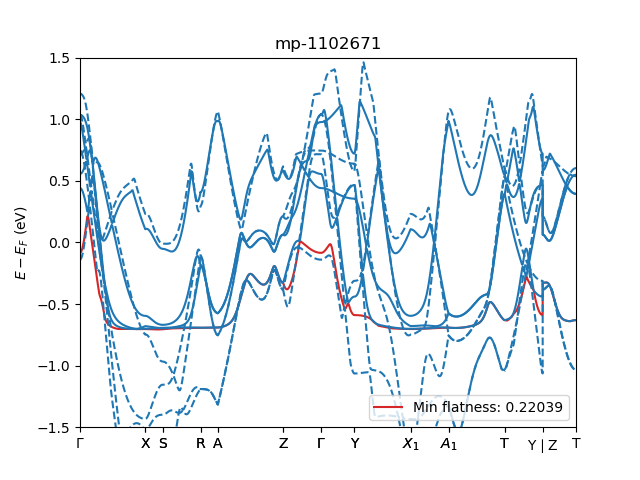 mp-1102671
E − E_F (eV)
1.5
1.0
0.5
0.0
−0.5
−1.0
−1.5
Min flatness: 0.22039
Γ X S R A Z Γ Y X₁ A₁ T Y | Z T